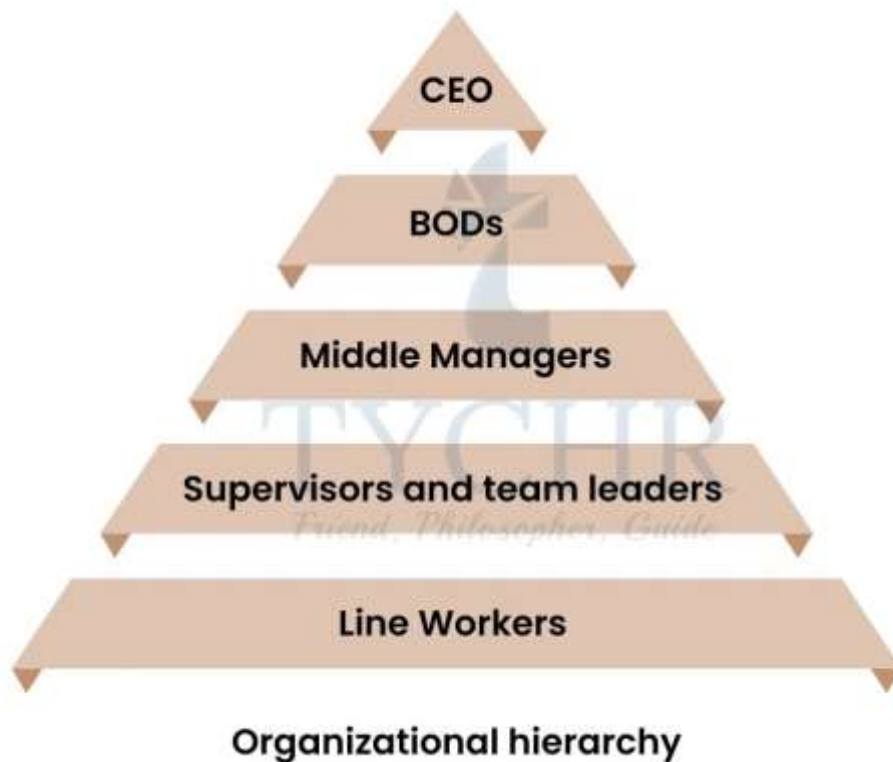 CEO
BODs
Middle Managers
TYCHR
Supervisors and team leaders
Friend, Philosopher, Guide
Line Workers
Organizational hierarchy